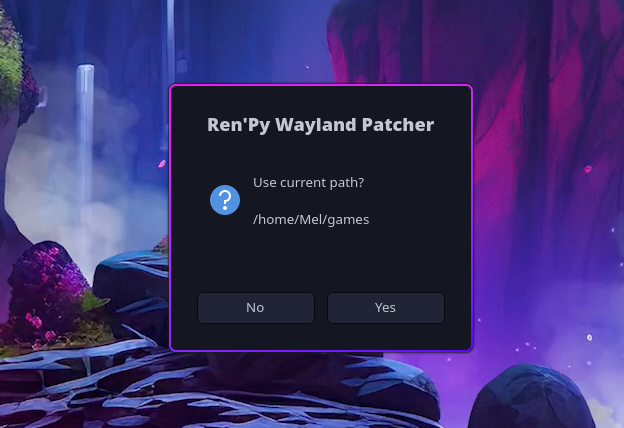 Ren'Py Wayland Patcher
Use current path?
/home/Mel/games
No
Yes